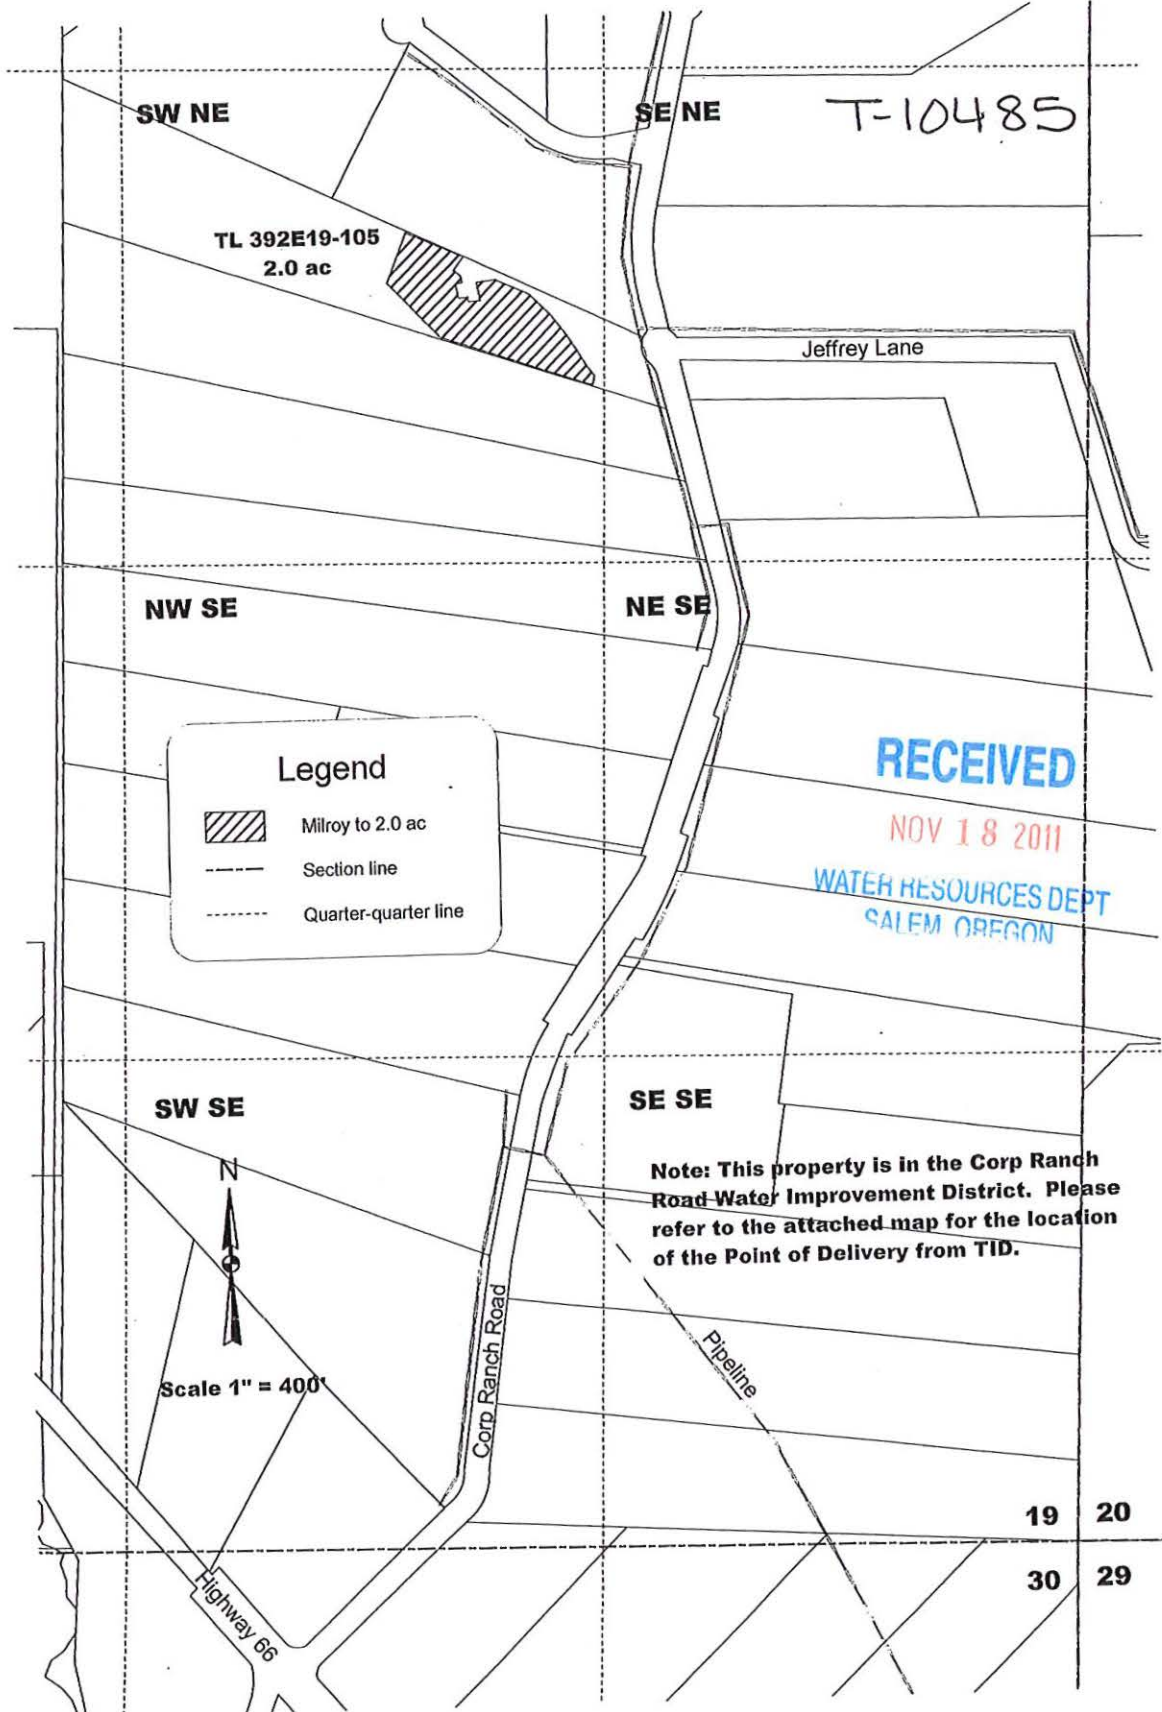 SW NE
SE NE
T-10485
TL 392E19-105
2.0 ac
Jeffrey Lane
NW SE
NE SE
Legend
Milroy to 2.0 ac
Section line
Quarter-quarter line
RECEIVED
NOV 18 2011
WATER RESOURCES DEPT
SALEM OREGON
SW SE
SE SE
N
Note: This property is in the Corp Ranch
Road Water Improvement District. Please
refer to the attached map for the location
of the Point of Delivery from TID.
Scale 1" = 400'
Corp Ranch Road
Pipeline
19 20
30 29
Highway 66